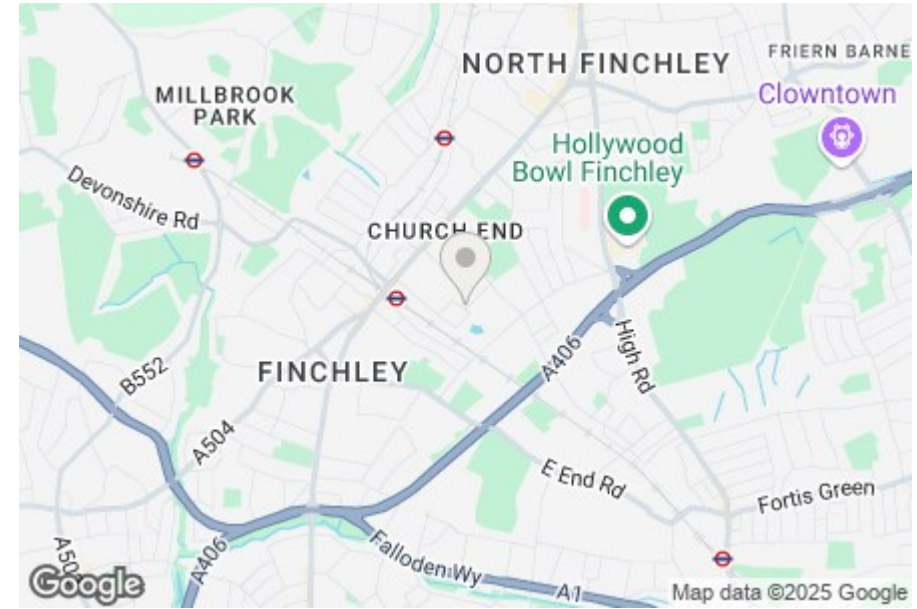 NORTH FINCHLEY
FRIERN BARNE
MILLBROOK
PARK
Clowntown
Hollywood
Bowl Finchley
Devonshire Rd
CHURCH END
High Rd
A406
B552
FINCHLEY
A504
E End Rd
Fortis Green
A504
A406
Falloden Wy
A1
Google
Map data ©2025 Google